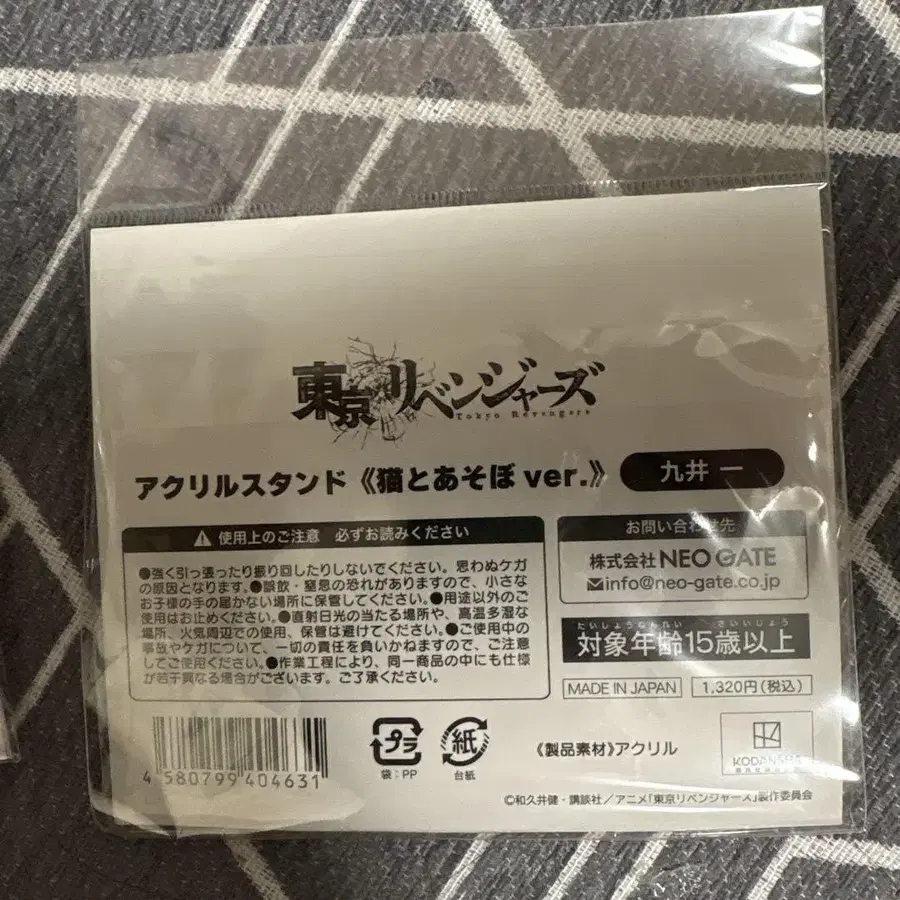 東京リベンジャーズ
Tokyo Revengers
アクリルスタンド《猫とあそぼ ver.》
九井 一
使用上のご注意 必ずお読みください
●強く引っ張ったり振り回したりしないでください。思わぬケガ
の原因となります。●誤飲・窒息の恐れがありますので、小さな
お子様の手の届かない場所に保管してください。●用途以外のご
使用はお止めください。●直射日光の当たる場所や、高温多湿な
場所、火気周辺での使用、保管は避けてください。●ご使用中の
事故やケガについて、一切の責任を負いかねますので、ご注意
してご使用ください。●作業工程により、同一商品の中にも仕様
が若干異なる場合がございます。ご了承ください。
お問い合わせ先
株式会社 NEO GATE
info@neo-gate.co.jp
たいしょうねんれい さいいじょう
対象年齢15歳以上
MADE IN JAPAN
1,320円(税込)
4 580799 404631
プラ
袋:PP
紙
台紙
《製品素材》アクリル
KODANSHA
©和久井健・講談社/アニメ「東京リベンジャーズ」製作委員会